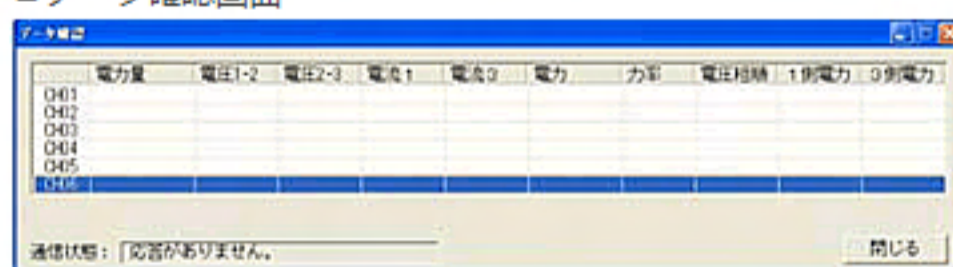 ■データ確認画面
データ確認
電力量 電圧1-2 電圧2-3 電流1 電流3 電力 力率 電圧相順 1側電力 3側電力
CH01
CH02
CH03
CH04
CH05
CH06
通信状態: 応答がありません。
閉じる